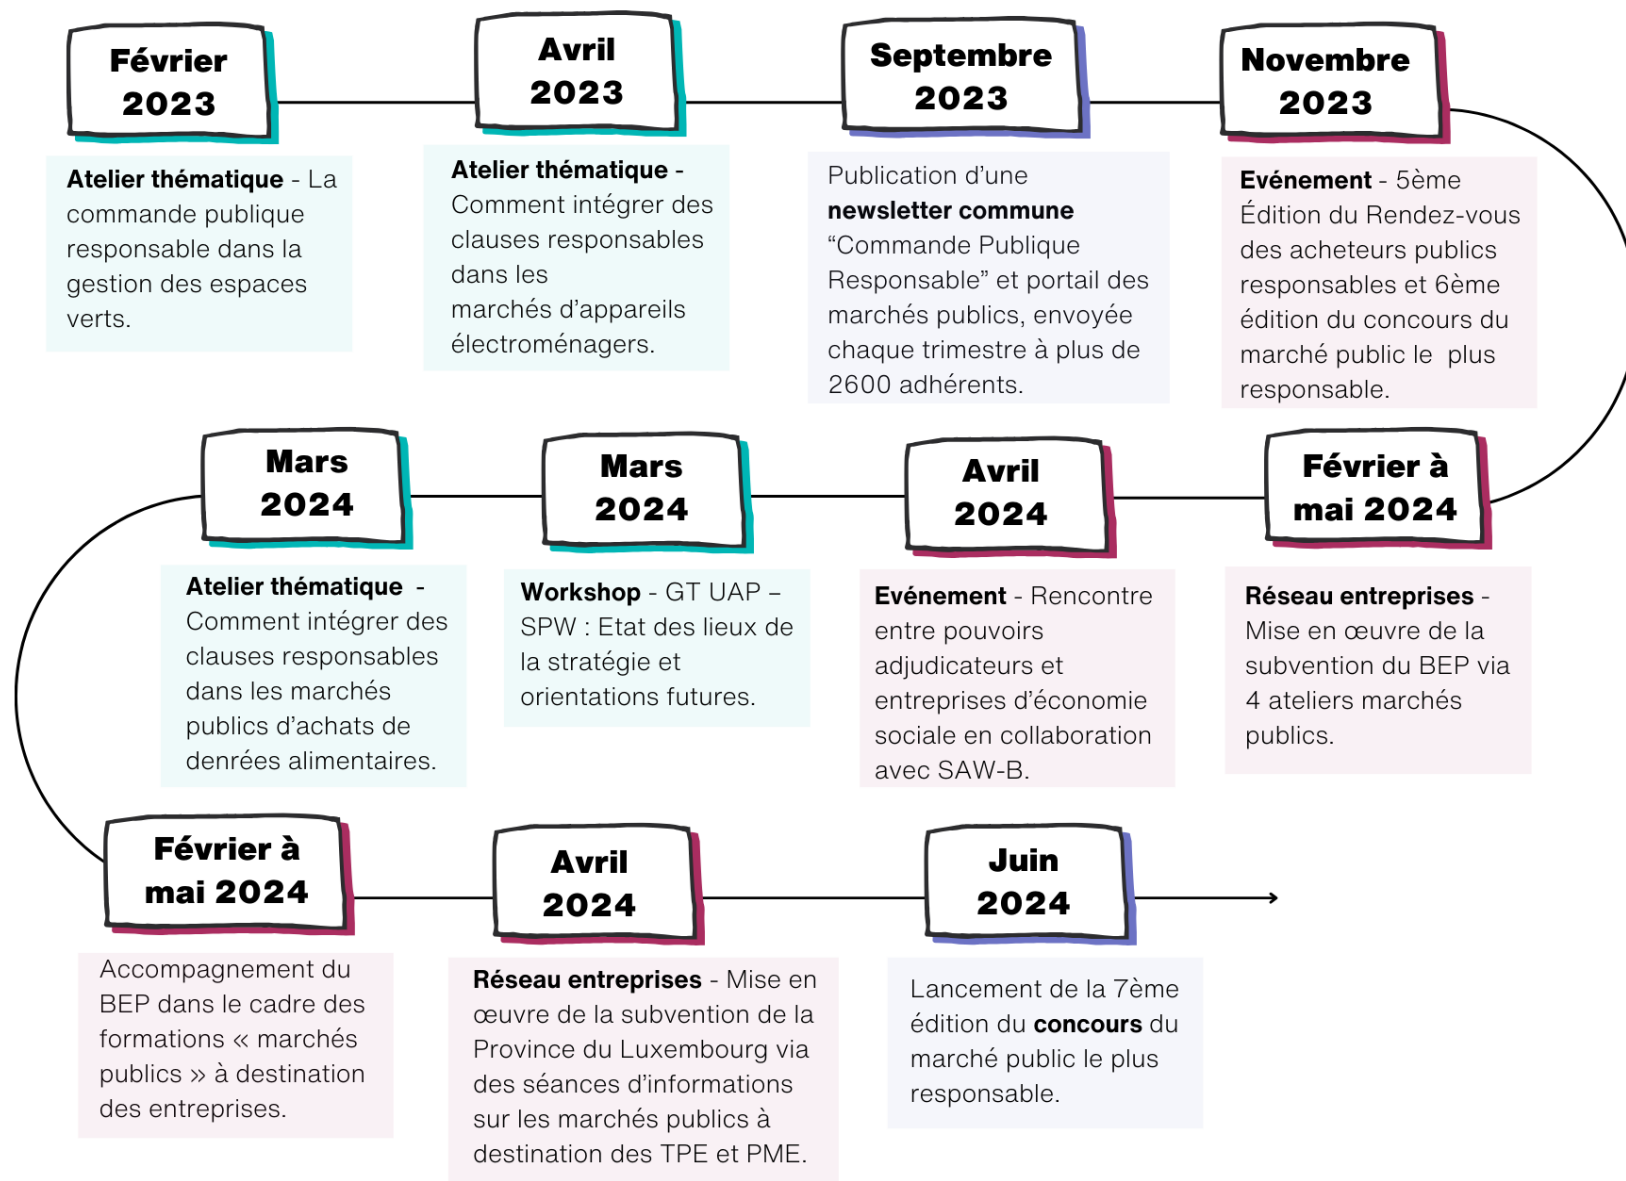 Février
2023
Atelier thématique - La
commande publique
responsable dans la
gestion des espaces
verts.
Avril
2023
Atelier thématique -
Comment intégrer des
clauses responsables
dans les
marchés d’appareils
électroménagers.
Septembre
2023
Publication d’une
newsletter commune
“Commande Publique
Responsable” et portail des
marchés publics, envoyée
chaque trimestre à plus de
2600 adhérents.
Novembre
2023
Evénement - 5ème
Édition du Rendez-vous
des acheteurs publics
responsables et 6ème
édition du concours du
marché public le plus
responsable.
Février à
mai 2024
Réseau entreprises -
Mise en œuvre de la
subvention du BEP via
4 ateliers marchés
publics.
Avril
2024
Evénement - Rencontre
entre pouvoirs
adjudicateurs et
entreprises d’économie
sociale en collaboration
avec SAW-B.
Mars
2024
Workshop - GT UAP –
SPW : Etat des lieux de
la stratégie et
orientations futures.
Mars
2024
Atelier thématique -
Comment intégrer des
clauses responsables
dans les marchés
publics d’achats de
denrées alimentaires.
Février à
mai 2024
Accompagnement du
BEP dans le cadre des
formations « marchés
publics » à destination
des entreprises.
Avril
2024
Réseau entreprises - Mise en
œuvre de la subvention de la
Province du Luxembourg via
des séances d’informations
sur les marchés publics à
destination des TPE et PME.
Juin
2024
Lancement de la 7ème
édition du concours du
marché public le plus
responsable.